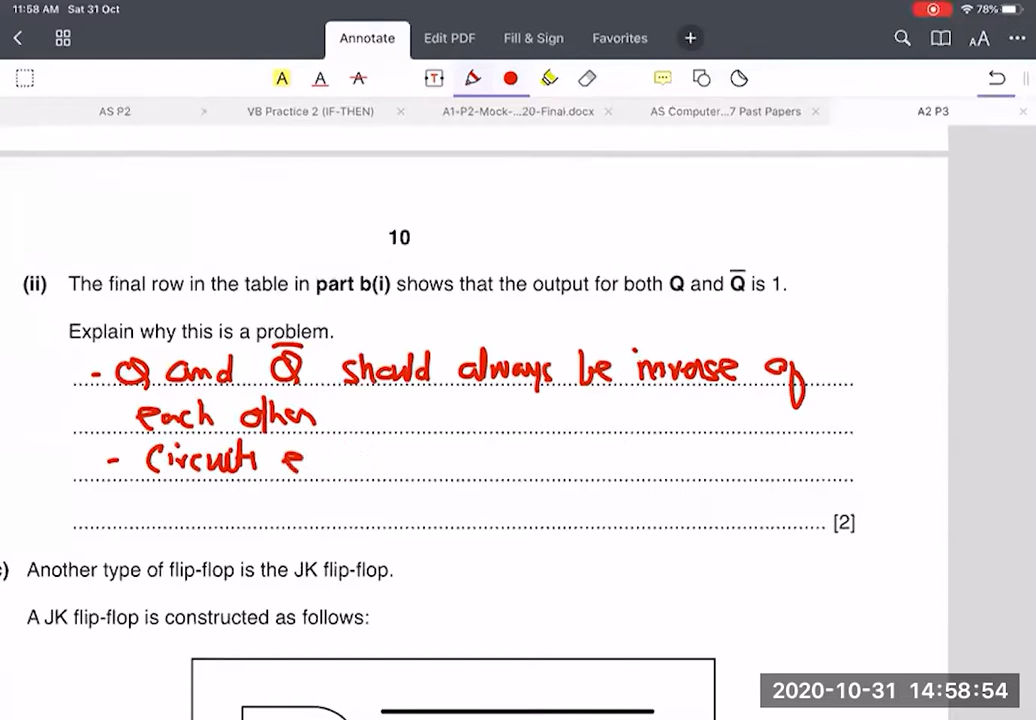 11:58 AM Sat 31 Oct
78%
Annotate Edit PDF Fill & Sign Favorites +
AA
A A A T
AS P2 > VB Practice 2 (IF-THEN) × A1-P2-Mock-...20-Final.docx × AS Computer...7 Past Papers × A2 P3 ×
10
(ii) The final row in the table in part b(i) shows that the output for both Q and Q̅ is 1.
Explain why this is a problem.
- Q and Q̅ should always be inverse of
each other
- Circuit e
[2]
c) Another type of flip-flop is the JK flip-flop.
A JK flip-flop is constructed as follows:
2020-10-31 14:58:54